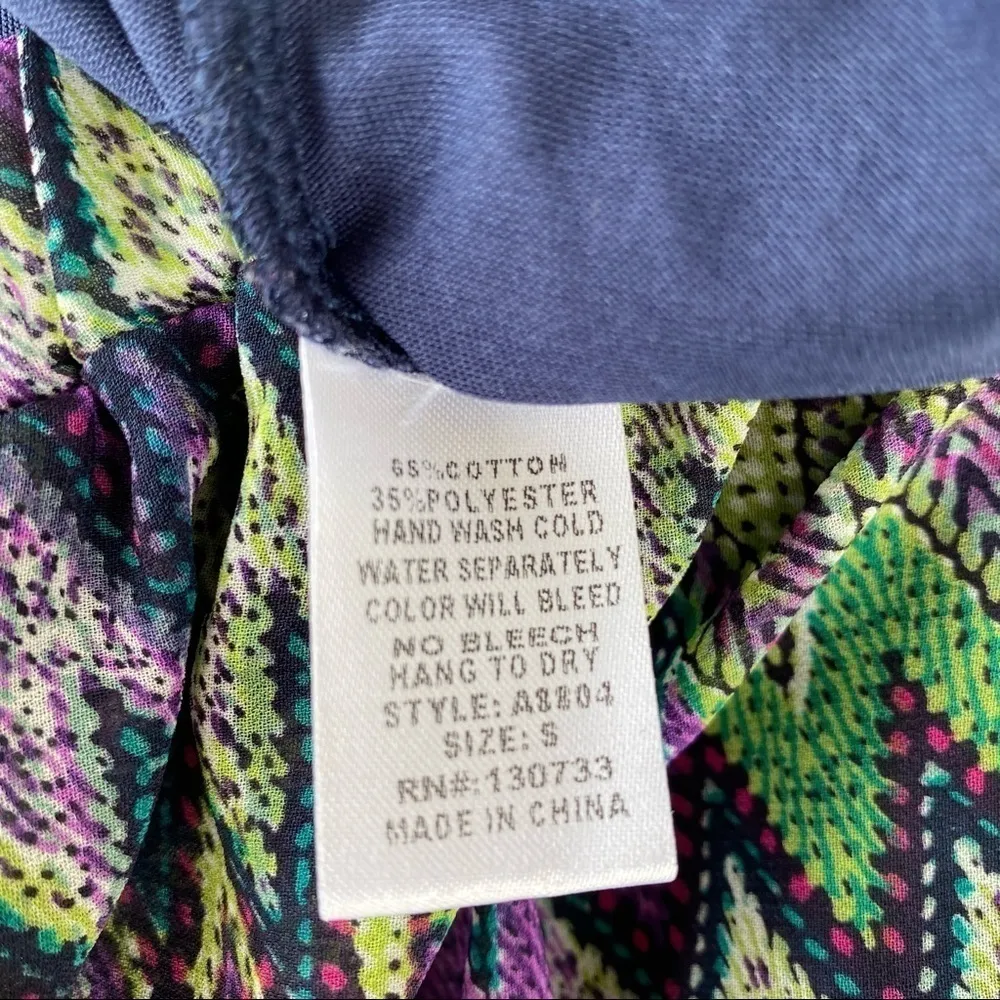 65%COTTON
35%POLYESTER
HAND WASH COLD
WATER SEPARATELY
COLOR WILL BLEED
NO BLEECH
HANG TO DRY
STYLE: A8804
SIZE: S
RN#:130733
MADE IN CHINA